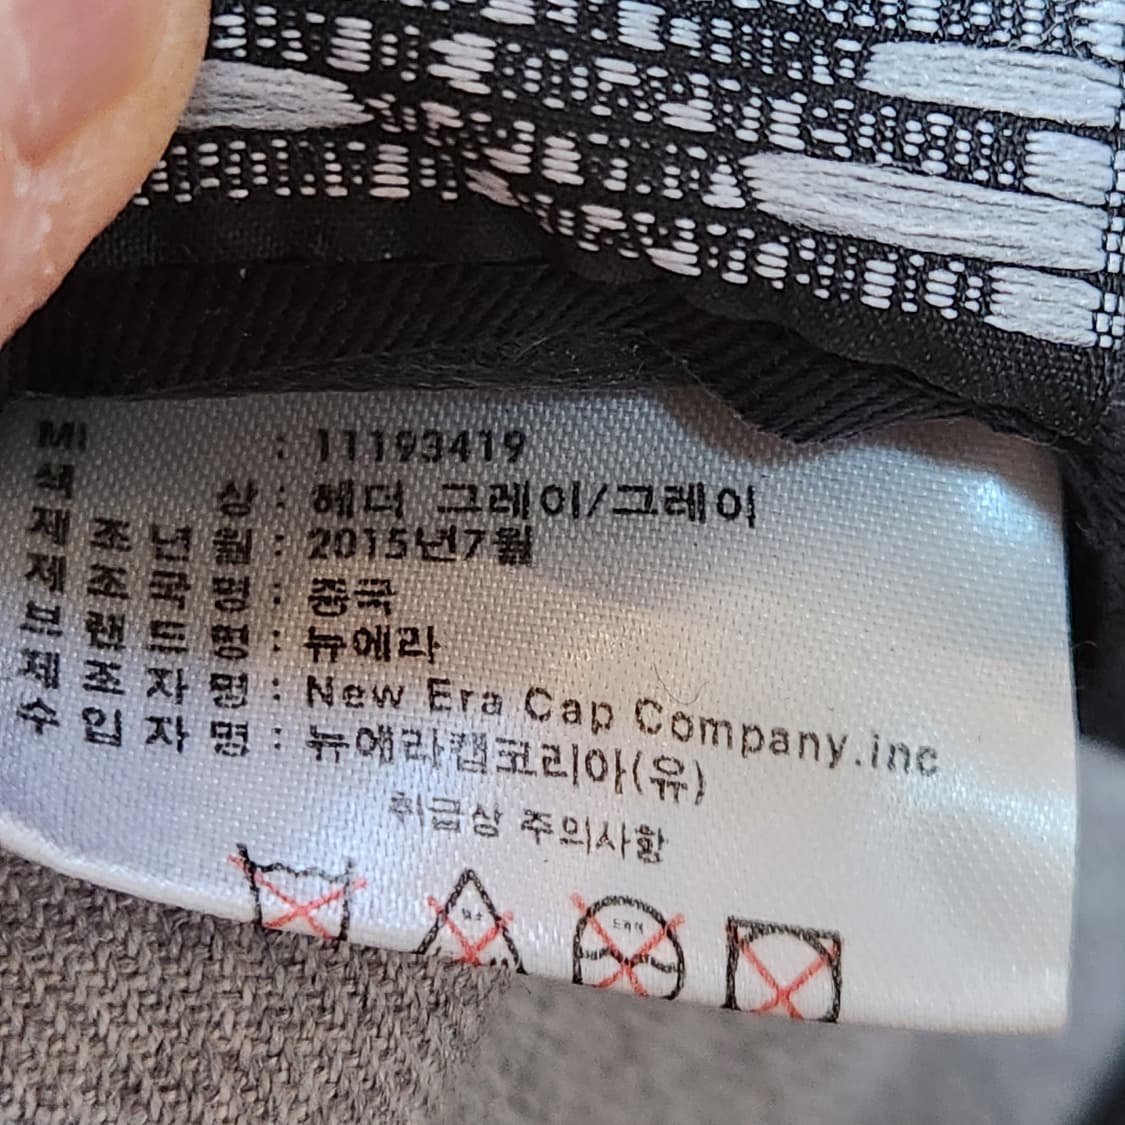 MI : 11193419
색 상 : 헤더 그레이/그레이
제 조 년 월 : 2015년7월
제 조 국 명 : 중국
브 랜 드 명 : 뉴에라
제 조 자 명 : New Era Cap Company.inc
수 입 자 명 : 뉴에라캡코리아(유)
취급상 주의사항